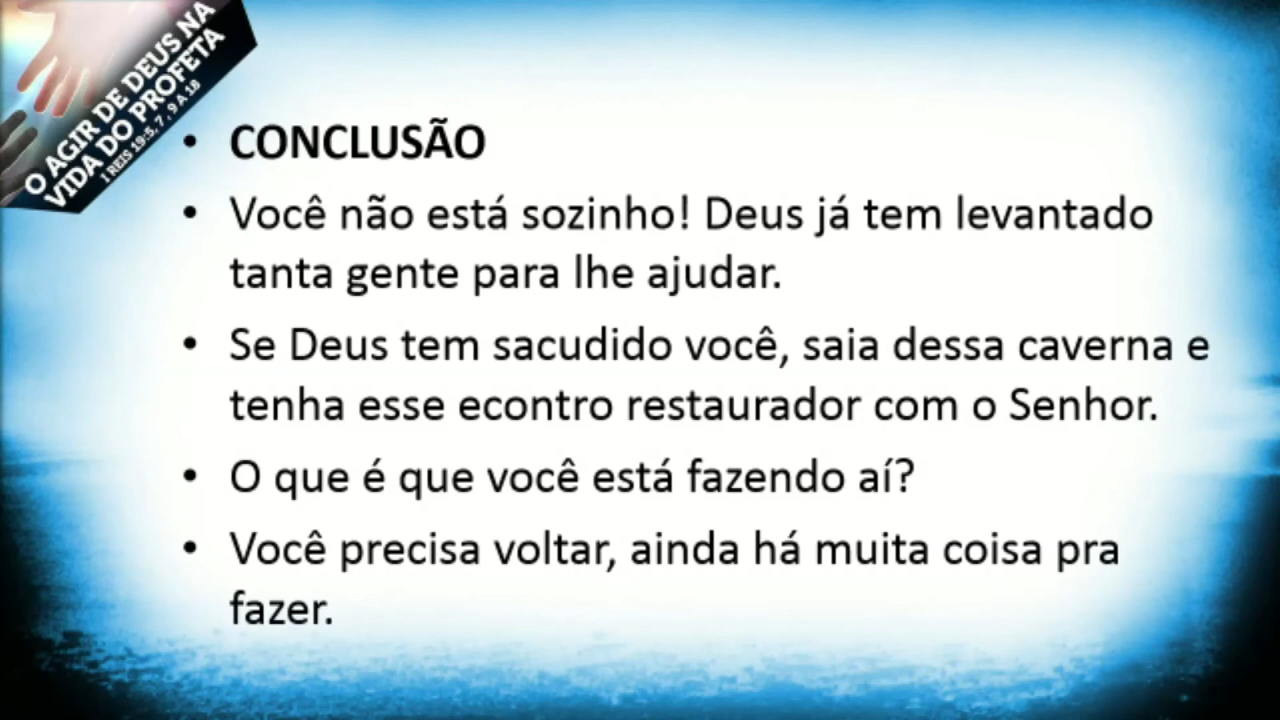 O AGIR DE DEUS NA
VIDA DO PROFETA
1 REIS 19:5, 7, 9 A 18
• CONCLUSÃO
• Você não está sozinho! Deus já tem levantado
tanta gente para lhe ajudar.
• Se Deus tem sacudido você, saia dessa caverna e
tenha esse econtro restaurador com o Senhor.
• O que é que você está fazendo aí?
• Você precisa voltar, ainda há muita coisa pra
fazer.